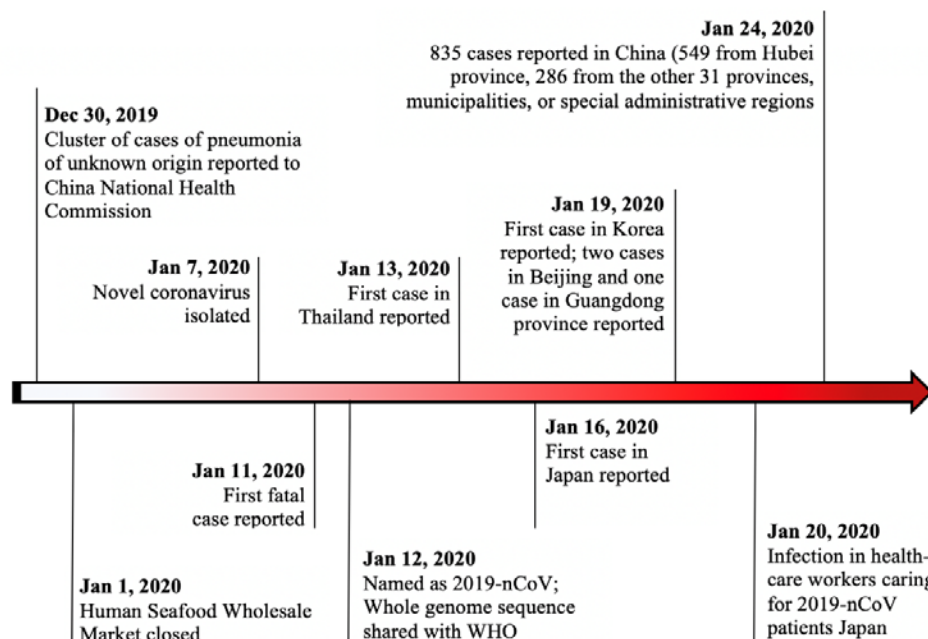 Jan 24, 2020
835 cases reported in China (549 from Hubei
province, 286 from the other 31 provinces,
municipalities, or special administrative regions
Dec 30, 2019
Cluster of cases of pneumonia
of unknown origin reported to
China National Health
Commission
Jan 19, 2020
First case in Korea
reported; two cases
in Beijing and one
case in Guangdong
province reported
Jan 7, 2020
Novel coronavirus
isolated
Jan 13, 2020
First case in
Thailand reported
Jan 16, 2020
First case in
Japan reported
Jan 11, 2020
First fatal
case reported
Jan 20, 2020
Infection in health-
care workers caring
for 2019-nCoV
patients Japan
Jan 12, 2020
Named as 2019-nCoV;
Whole genome sequence
shared with WHO
Jan 1, 2020
Human Seafood Wholesale
Market closed